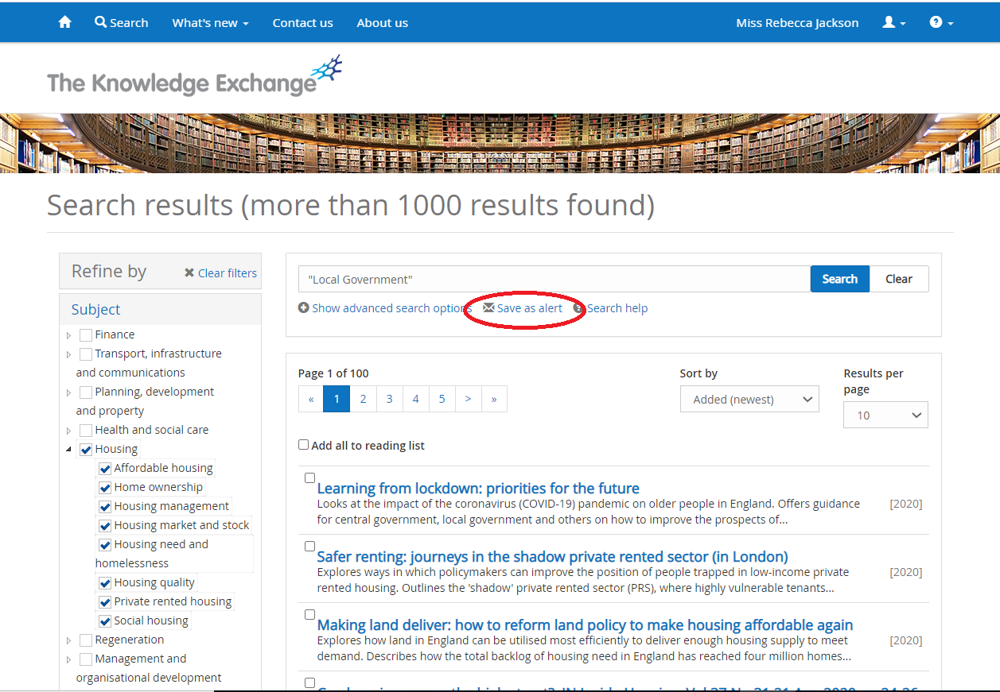 Search What's new Contact us About us Miss Rebecca Jackson
The Knowledge Exchange
Search results (more than 1000 results found)
Refine by Clear filters
Subject
Finance
Transport, infrastructure
and communications
Planning, development
and property
Health and social care
Housing
Affordable housing
Home ownership
Housing management
Housing market and stock
Housing need and
homelessness
Housing quality
Private rented housing
Social housing
Regeneration
Management and
organisational development
"Local Government" Search Clear
Show advanced search options Save as alert Search help
Page 1 of 100
« 1 2 3 4 5 > »
Sort by
Added (newest)
Results per
page
10
Add all to reading list
Learning from lockdown: priorities for the future
Looks at the impact of the coronavirus (COVID-19) pandemic on older people in England. Offers guidance [2020]
for central government, local government and others on how to improve the prospects of...
Safer renting: journeys in the shadow private rented sector (in London)
Explores ways in which policymakers can improve the position of people trapped in low-income private [2020]
rented housing. Outlines the 'shadow' private rented sector (PRS), where highly vulnerable tenants...
Making land deliver: how to reform land policy to make housing affordable again
Explores how land in England can be utilised most efficiently to deliver enough housing supply to meet [2020]
demand. Describes how the total backlog of housing need in England has reached four million homes...